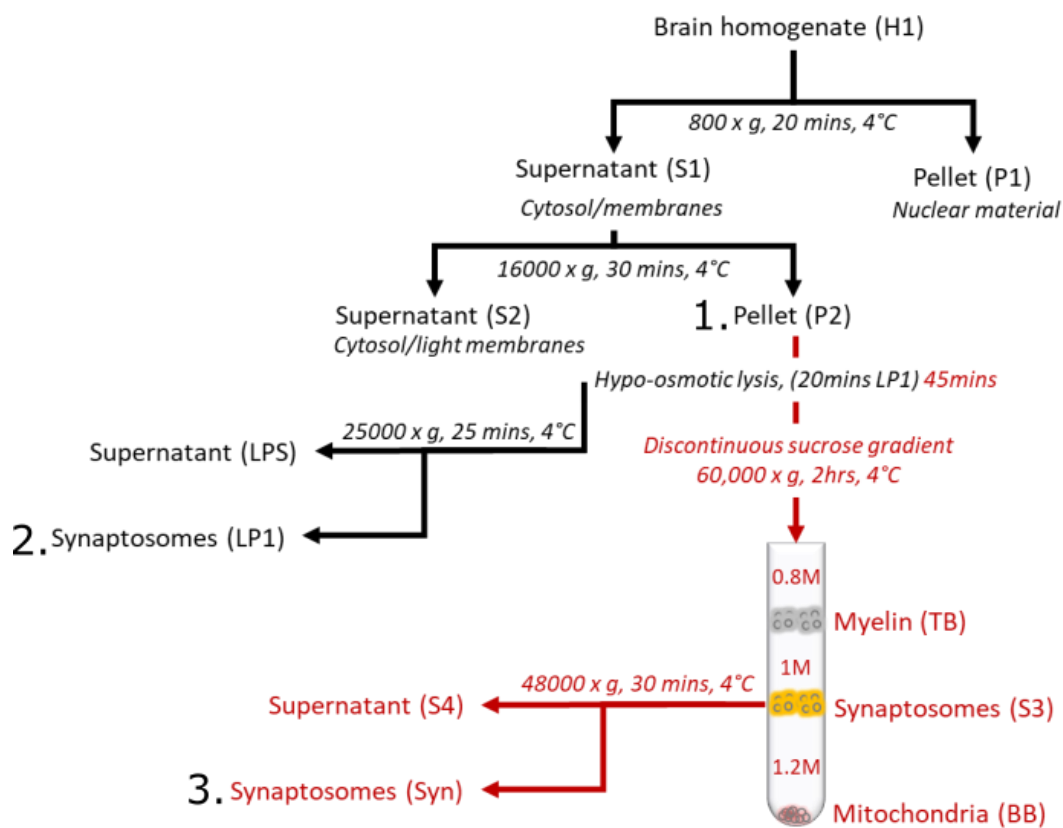 Brain homogenate (H1)
800 x g, 20 mins, 4°C
Supernatant (S1)
Pellet (P1)
Cytosol/membranes
Nuclear material
16000 x g, 30 mins, 4°C
Supernatant (S2)
1. Pellet (P2)
Cytosol/light membranes
Hypo-osmotic lysis, (20mins LP1) 45mins
25000 x g, 25 mins, 4°C
Supernatant (LPS)
Discontinuous sucrose gradient
60,000 x g, 2hrs, 4°C
2. Synaptosomes (LP1)
0.8M
Myelin (TB)
1M
48000 x g, 30 mins, 4°C
Supernatant (S4)
Synaptosomes (S3)
1.2M
3. Synaptosomes (Syn)
Mitochondria (BB)